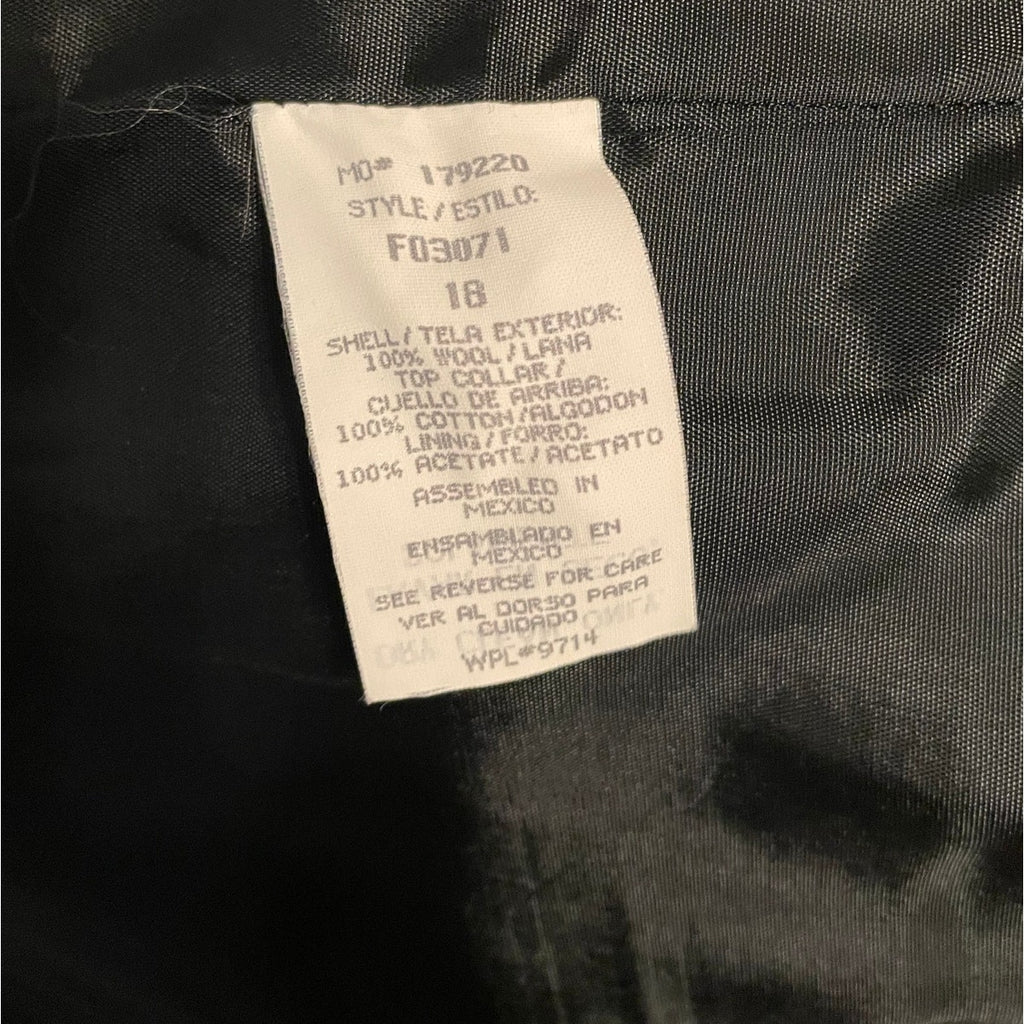 MO# 179220
STYLE/ESTILO:
F03071
18
SHELL/TELA EXTERIOR:
100% WOOL/LANA
TOP COLLAR/
CUELLO DE ARRIBA:
100% COTTON/ALGODON
LINING/FORRO:
100% ACETATE/ACETATO
ASSEMBLED IN
MEXICO
ENSAMBLADO EN
MEXICO
SEE REVERSE FOR CARE
VER AL DORSO PARA
CUIDADO
WPL#9714